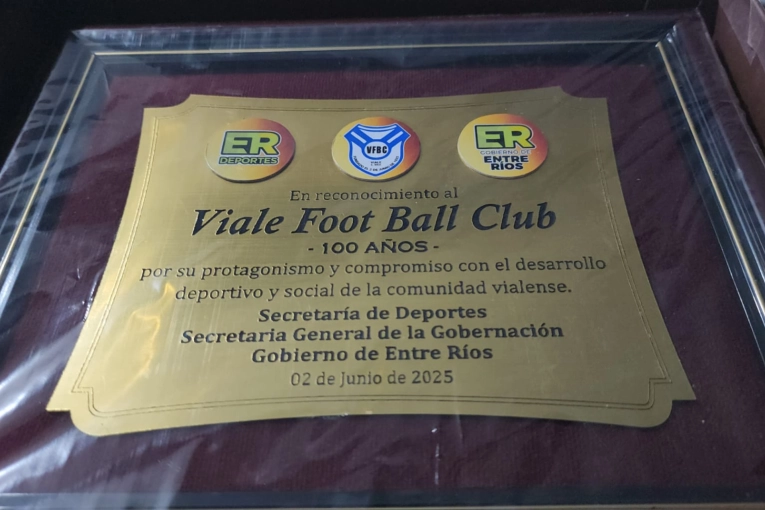 ER
DEPORTES
VFBC
ER
GOBIERNO DE
ENTRE
RÍOS
En reconocimiento al
Viale Foot Ball Club
- 100 AÑOS -
por su protagonismo y compromiso con el desarrollo
deportivo y social de la comunidad vialense.
Secretaría de Deportes
Secretaria General de la Gobernación
Gobierno de Entre Ríos
02 de Junio de 2025